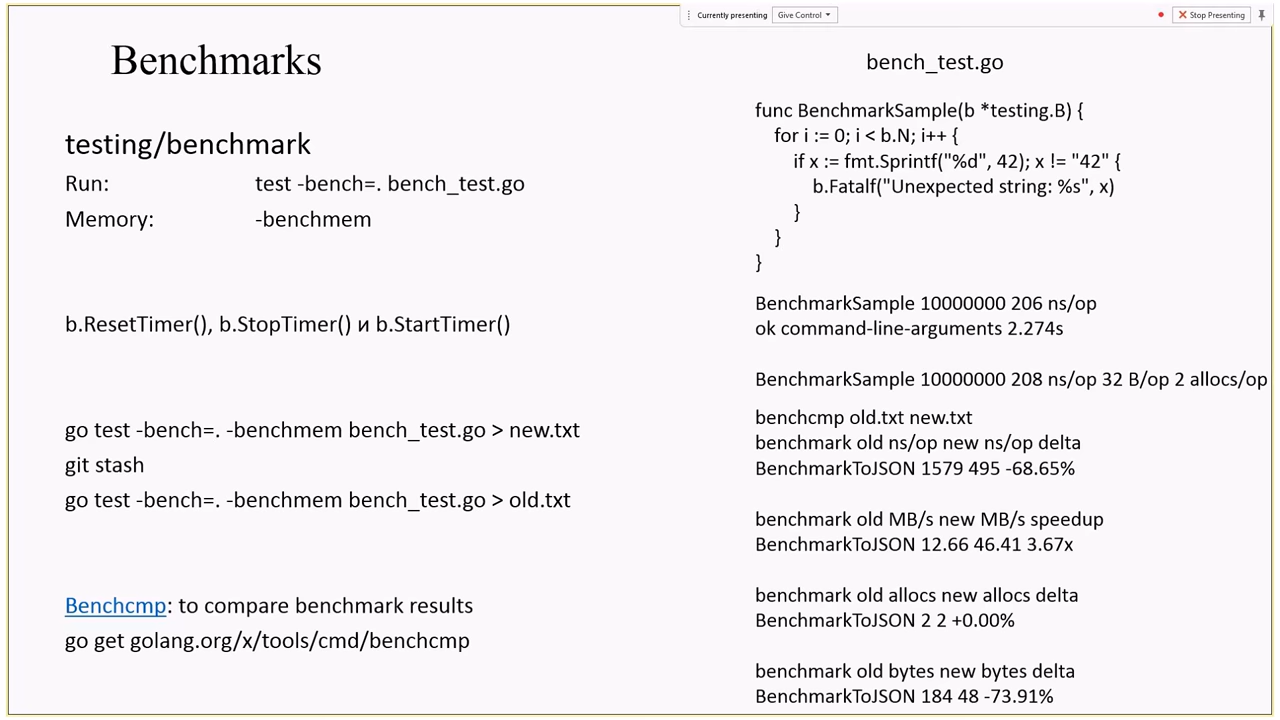 Currently presenting Give Control Stop Presenting
Benchmarks
testing/benchmark
Run: test -bench=. bench_test.go
Memory: -benchmem
b.ResetTimer(), b.StopTimer() и b.StartTimer()
go test -bench=. -benchmem bench_test.go > new.txt
git stash
go test -bench=. -benchmem bench_test.go > old.txt
Benchcmp: to compare benchmark results
go get golang.org/x/tools/cmd/benchcmp
bench_test.go
func BenchmarkSample(b *testing.B) {
    for i := 0; i < b.N; i++ {
        if x := fmt.Sprintf("%d", 42); x != "42" {
            b.Fatalf("Unexpected string: %s", x)
        }
    }
}
BenchmarkSample 10000000 206 ns/op
ok command-line-arguments 2.274s
BenchmarkSample 10000000 208 ns/op 32 B/op 2 allocs/op
benchcmp old.txt new.txt
benchmark old ns/op new ns/op delta
BenchmarkToJSON 1579 495 -68.65%
benchmark old MB/s new MB/s speedup
BenchmarkToJSON 12.66 46.41 3.67x
benchmark old allocs new allocs delta
BenchmarkToJSON 2 2 +0.00%
benchmark old bytes new bytes delta
BenchmarkToJSON 184 48 -73.91%